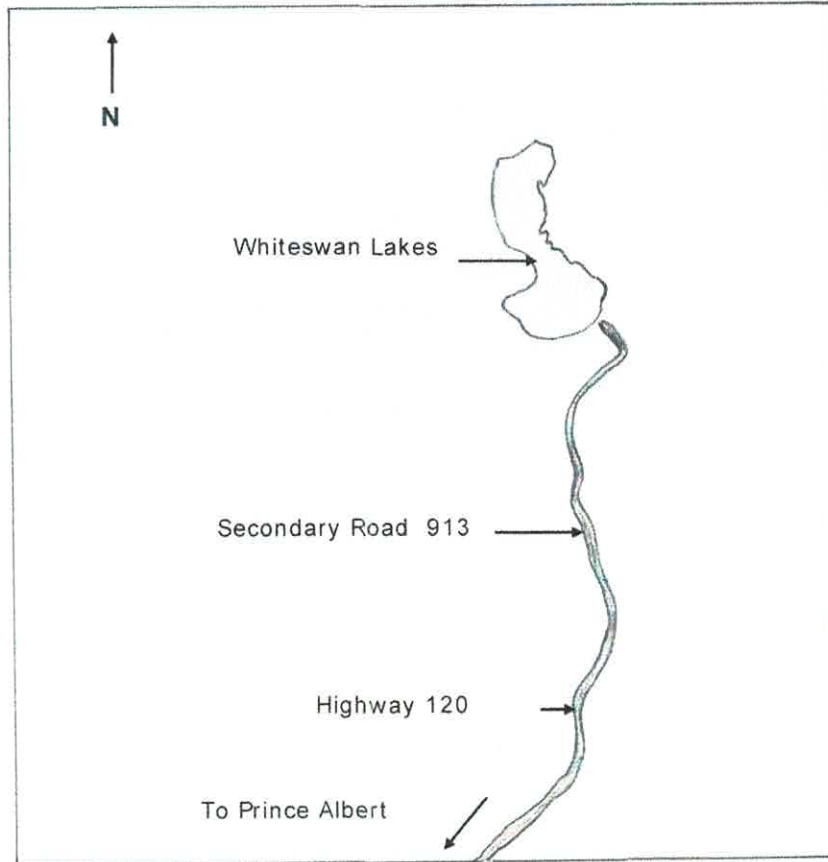 N
Whiteswan Lakes
Secondary Road 913
Highway 120
To Prince Albert